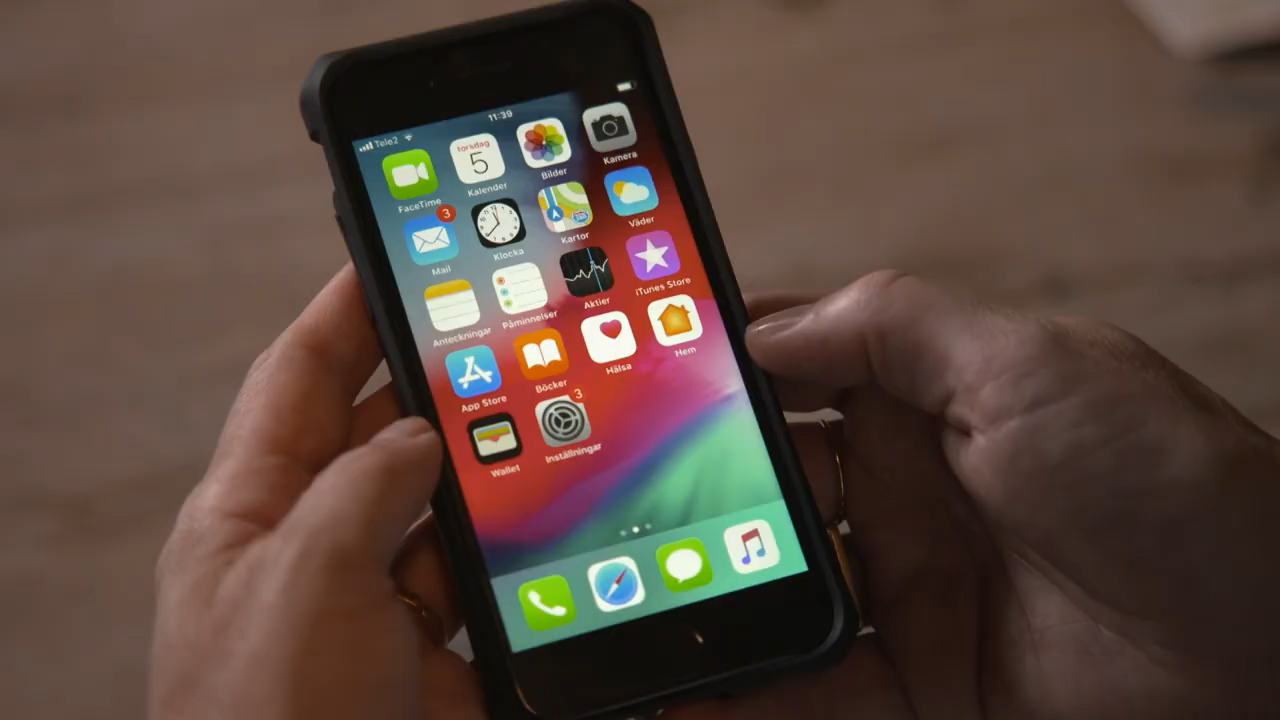 Tele2
11:39
FaceTime
torsdag
5
Kalender
Bilder
Kamera
3
Mail
Klocka
Kartor
Väder
Anteckningar
Påminnelser
Aktier
iTunes Store
App Store
Böcker
Hälsa
Hem
Wallet
3
Inställningar